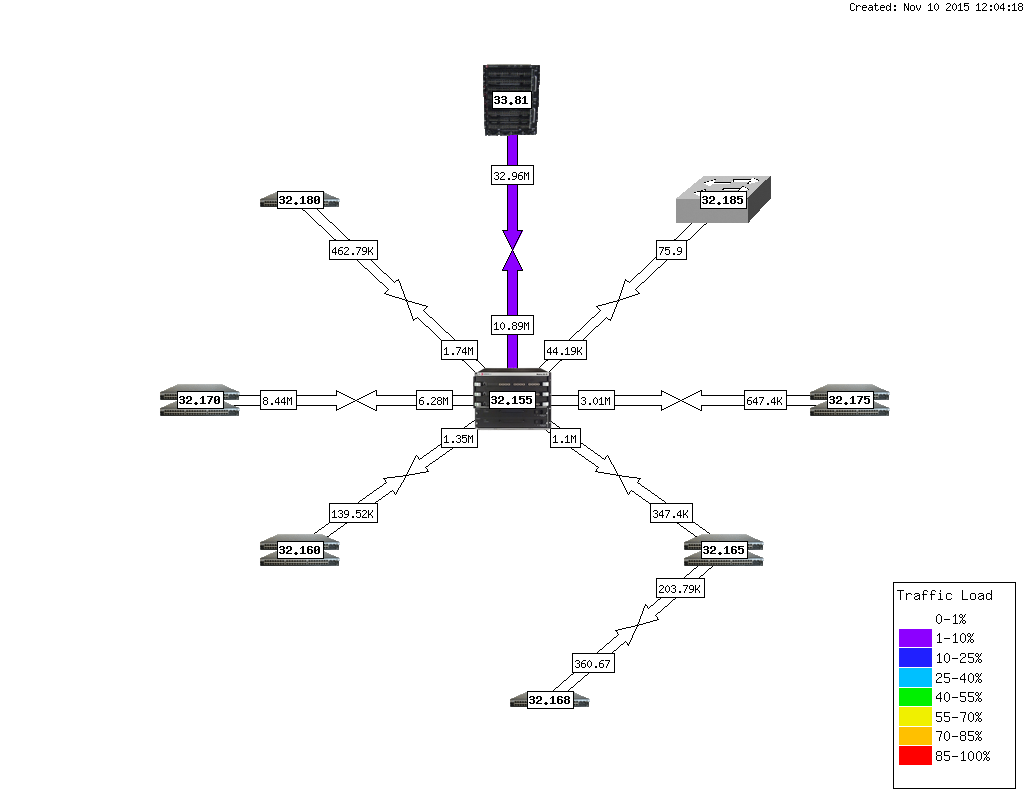 Created: Nov 10 2015 12:04:18
33.81
32.96M
32.180
32.185
462.79K
75.9
10.89M
1.74M
44.19K
32.170
8.44M
6.28M
32.155
3.01M
647.4K
32.175
1.35M
1.1M
139.52K
347.4K
32.160
32.165
203.79K
360.67
32.168
Traffic Load
0-1%
1-10%
10-25%
25-40%
40-55%
55-70%
70-85%
85-100%